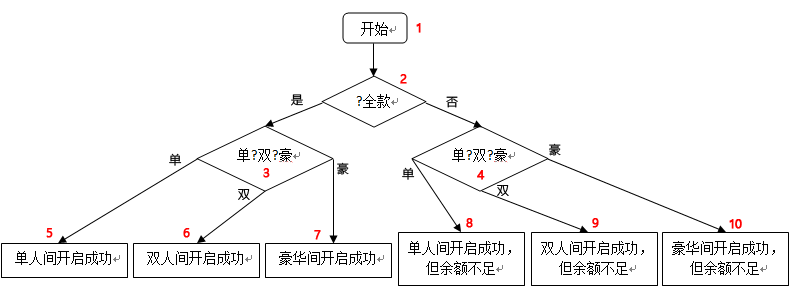 开始↵
1
2
?全款↵
是
否
单?双?豪↵
3
单?双?豪↵
4
单
双
豪
单
双
豪
5
6
7
8
9
10
单人间开启成功↵
双人间开启成功↵
豪华间开启成功↵
单人间开启成功，
但余额不足↵
双人间开启成功，
但余额不足↵
豪华间开启成功，
但余额不足↵